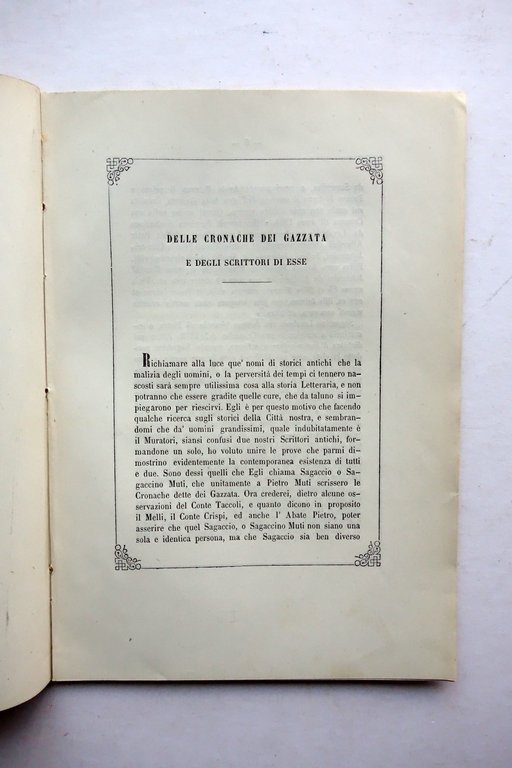 DELLE CRONACHE DEI GAZZATA
E DEGLI SCRITTORI DI ESSE
Richiamare alla luce que' nomi di storici antichi che la
malizia degli uomini, o la perversità dei tempi ci tennero na-
scosti sarà sempre utilissima cosa alla storia Letteraria, e non
potranno che essere gradite quelle cure, che da taluno si im-
piegarono per riescirvi. Egli è per questo motivo che facendo
qualche ricerca sugli storici della Città nostra, e sembran-
domi che da' uomini grandissimi, quale indubitatamente è
il Muratori, siansi confusi due nostri Scrittori antichi, for-
mandone un solo, ho voluto unire le prove che parmi di-
mostrino evidentemente la contemporanea esistenza di tutti
e due. Sono dessi quelli che Egli chiama Sagaccio o Sa-
gaccino Muti, che unitamente a Pietro Muti scrissero le
Cronache dette dei Gazzata. Ora crederei, dietro alcune os-
servazioni del Conte Taccoli, e quanto dicono in proposito
il Melli, il Conte Crispi, ed anche l' Abate Pietro, poter
asserire che quel Sagaccio, o Sagaccino Muti non siano una
sola e identica persona, ma che Sagaccio sia ben diverso